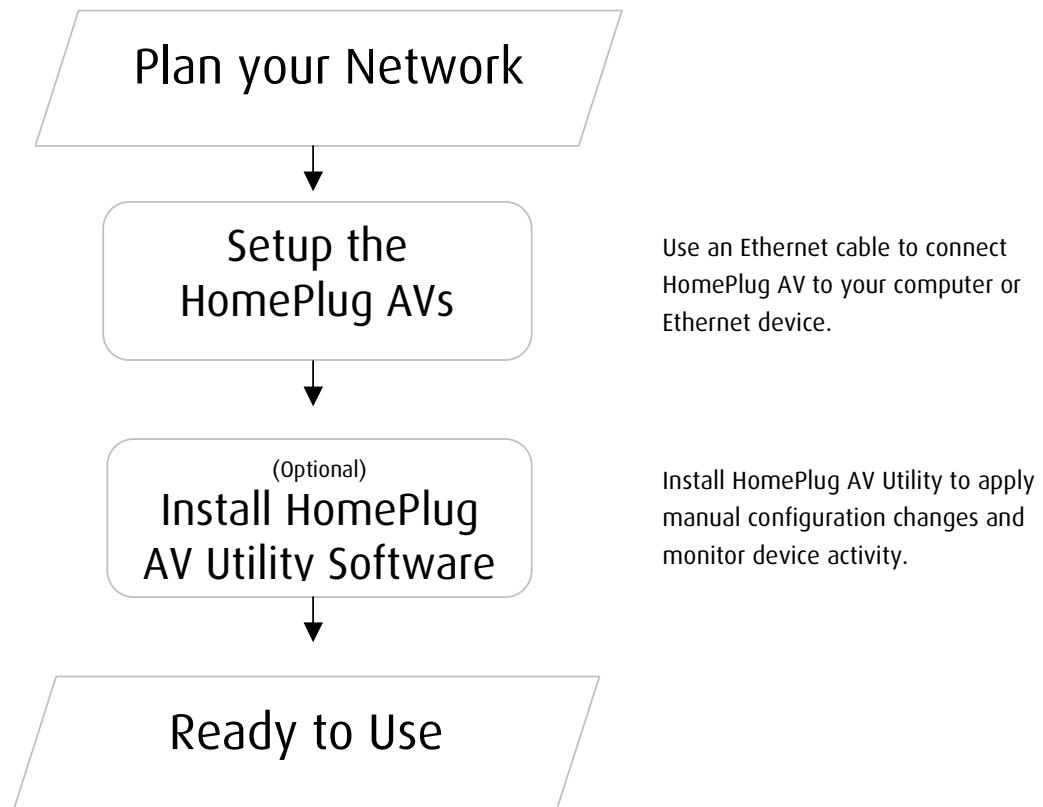 Plan your Network
Setup the
HomePlug AVs
Use an Ethernet cable to connect
HomePlug AV to your computer or
Ethernet device.
(Optional)
Install HomePlug
AV Utility Software
Install HomePlug AV Utility to apply
manual configuration changes and
monitor device activity.
Ready to Use